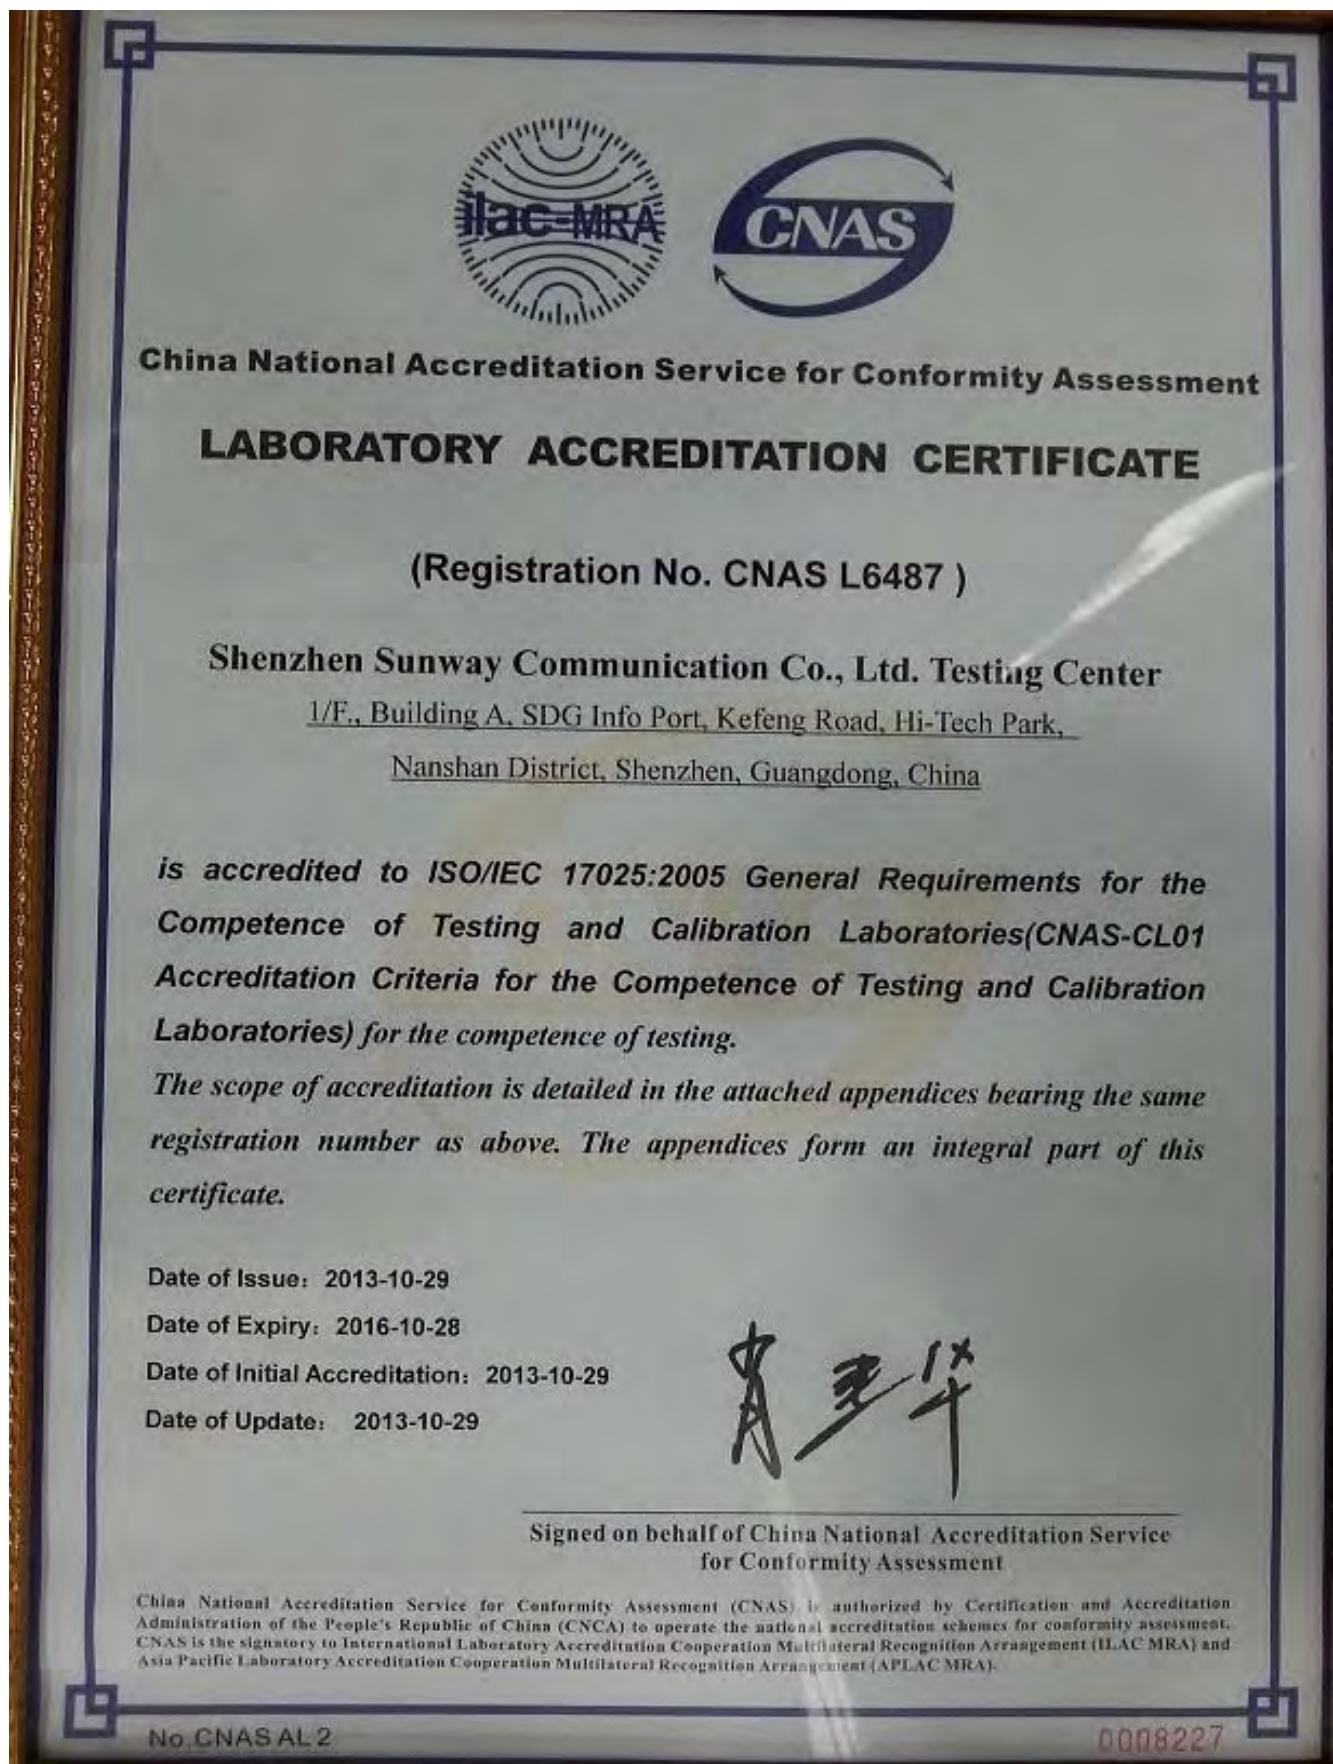 ilac-MRA
CNAS
China National Accreditation Service for Conformity Assessment
LABORATORY ACCREDITATION CERTIFICATE
(Registration No. CNAS L6487 )
Shenzhen Sunway Communication Co., Ltd. Testing Center
1/F., Building A, SDG Info Port, Kefeng Road, Hi-Tech Park,
Nanshan District, Shenzhen, Guangdong, China
is accredited to ISO/IEC 17025:2005 General Requirements for the
Competence of Testing and Calibration Laboratories(CNAS-CL01
Accreditation Criteria for the Competence of Testing and Calibration
Laboratories) for the competence of testing.
The scope of accreditation is detailed in the attached appendices bearing the same
registration number as above. The appendices form an integral part of this
certificate.
Date of Issue: 2013-10-29
Date of Expiry: 2016-10-28
Date of Initial Accreditation: 2013-10-29
Date of Update: 2013-10-29
Signed on behalf of China National Accreditation Service
for Conformity Assessment
China National Accreditation Service for Conformity Assessment (CNAS) is authorized by Certification and Accreditation
Administration of the People's Republic of China (CNCA) to operate the national accreditation schemes for conformity assessment.
CNAS is the signatory to International Laboratory Accreditation Cooperation Multilateral Recognition Arrangement (ILAC MRA) and
Asia Pacific Laboratory Accreditation Cooperation Multilateral Recognition Arrangement (APLAC MRA).
No.CNAS AL 2
0008227